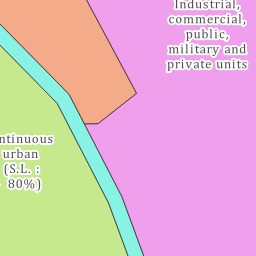 Industrial,
commercial,
public,
military and
private units
ntinuous
urban
(S.L. :
80%)